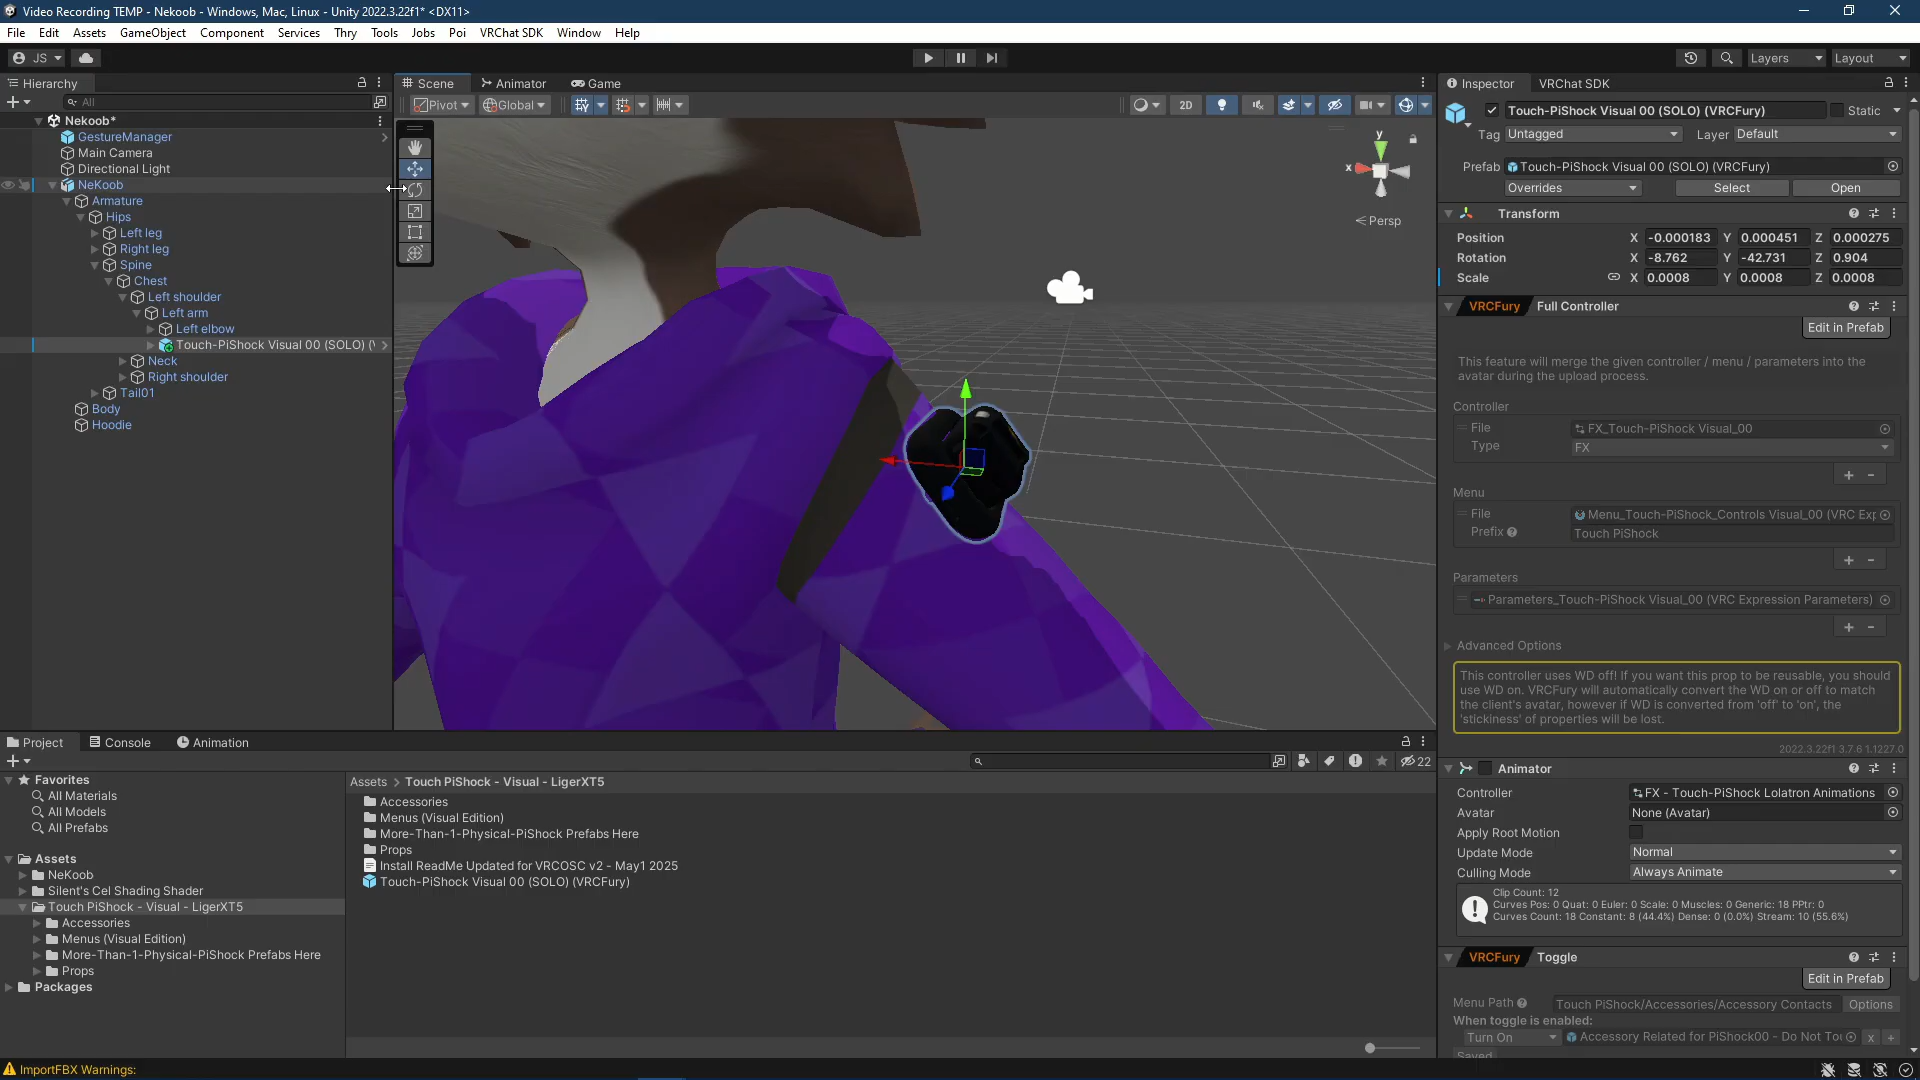 Video Recording TEMP - Nekoob - Windows, Mac, Linux - Unity 2022.3.22f1* <DX11>
File Edit Assets GameObject Component Services Thry Tools Jobs Poi VRChat SDK Window Help
JS Layers Layout
Hierarchy
All
Nekoob*
GestureManager
Main Camera
Directional Light
NeKoob
Armature
Hips
Left leg
Right leg
Spine
Chest
Left shoulder
Left arm
Left elbow
Touch-PiShock Visual 00 (SOLO) (V
Neck
Right shoulder
Tail01
Body
Hoodie
Scene Animator Game
Pivot Global 2D
y
x
Persp
Inspector VRChat SDK
Touch-PiShock Visual 00 (SOLO) (VRCFury) Static
Tag Untagged Layer Default
Prefab Touch-PiShock Visual 00 (SOLO) (VRCFury)
Overrides Select Open
Transform
Position X -0.000183 Y 0.000451 Z 0.000275
Rotation X -8.762 Y -42.731 Z 0.904
Scale X 0.0008 Y 0.0008 Z 0.0008
VRCFury Full Controller
Edit in Prefab
This feature will merge the given controller / menu / parameters into the
avatar during the upload process.
Controller
File FX_Touch-PiShock Visual_00
Type FX
Menu
File Menu_Touch-PiShock_Controls Visual_00 (VRC Exp
Prefix Touch PiShock
Parameters
Parameters_Touch-PiShock Visual_00 (VRC Expression Parameters)
Advanced Options
This controller uses WD off! If you want this prop to be reusable, you should
use WD on. VRCFury will automatically convert the WD on or off to match
the client's avatar, however if WD is converted from 'off' to 'on', the
'stickiness' of properties will be lost.
2022.3.22f1 3.7.6 1.1227.0
Animator
Controller FX - Touch-PiShock Lolatron Animations
Avatar None (Avatar)
Apply Root Motion
Update Mode Normal
Culling Mode Always Animate
Clip Count: 12
Curves Pos: 0 Quat: 0 Euler: 0 Scale: 0 Muscles: 0 Generic: 18 PPtr: 0
Curves Count: 18 Constant: 8 (44.4%) Dense: 0 (0.0%) Stream: 10 (55.6%)
VRCFury Toggle
Edit in Prefab
Menu Path Touch PiShock/Accessories/Accessory Contacts Options
When toggle is enabled:
Turn On Accessory Related for PiShock00 - Do Not Tou x +
Saved
Project Console Animation
22
Favorites
All Materials
All Models
All Prefabs
Assets
NeKoob
Silent's Cel Shading Shader
Touch PiShock - Visual - LigerXT5
Accessories
Menus (Visual Edition)
More-Than-1-Physical-PiShock Prefabs Here
Props
Packages
Assets > Touch PiShock - Visual - LigerXT5
Accessories
Menus (Visual Edition)
More-Than-1-Physical-PiShock Prefabs Here
Props
Install ReadMe Updated for VRCOSC v2 - May1 2025
Touch-PiShock Visual 00 (SOLO) (VRCFury)
ImportFBX Warnings: